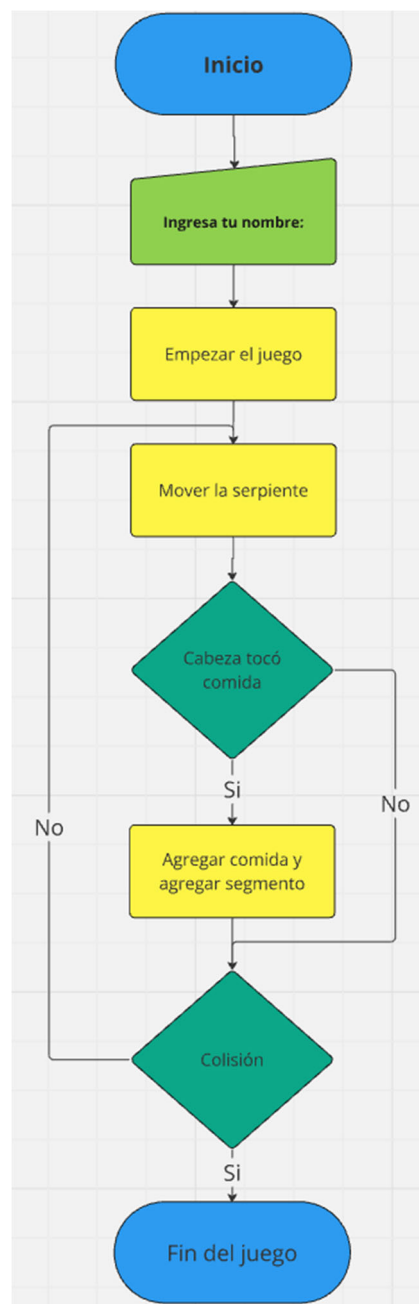 Inicio
Ingresa tu nombre:
Empezar el juego
Mover la serpiente
Cabeza tocó
comida
Si
No
No
Agregar comida y
agregar segmento
Colisión
Si
Fin del juego